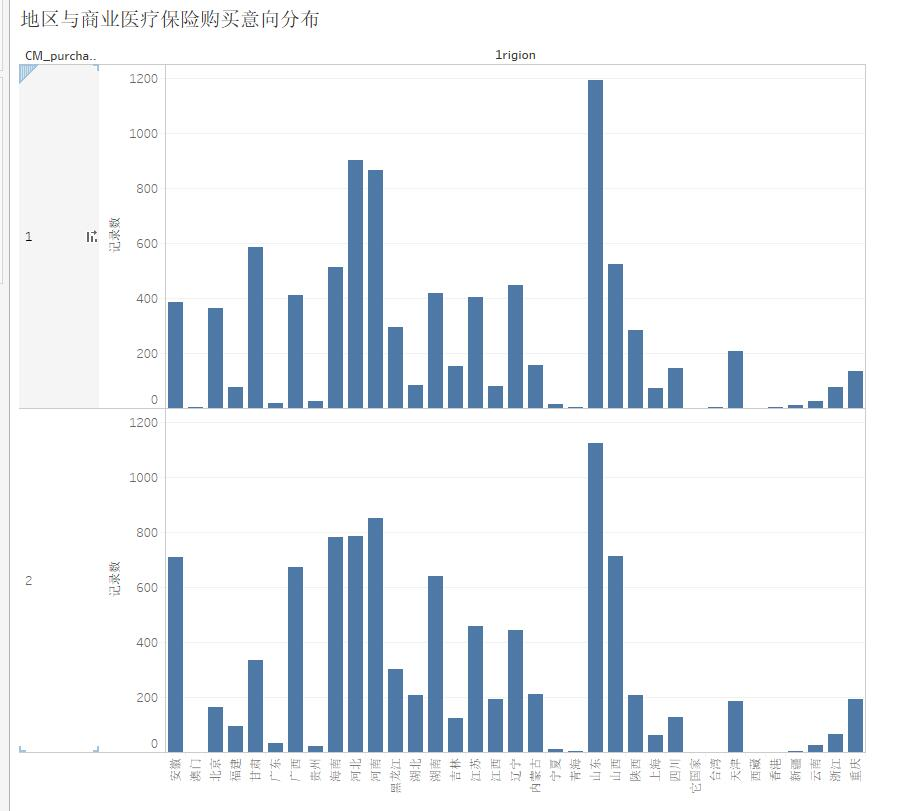 地区与商业医疗保险购买意向分布
CM_purcha..
1rigion
1
记录数
1200
1000
800
600
400
200
0
2
记录数
1200
1000
800
600
400
200
0
安徽
澳门
北京
福建
甘肃
广东
广西
贵州
海南
河北
河南
黑龙江
湖北
湖南
吉林
江苏
江西
辽宁
内蒙古
宁夏
青海
山东
山西
陕西
上海
四川
它国家
台湾
天津
西藏
香港
新疆
云南
浙江
重庆